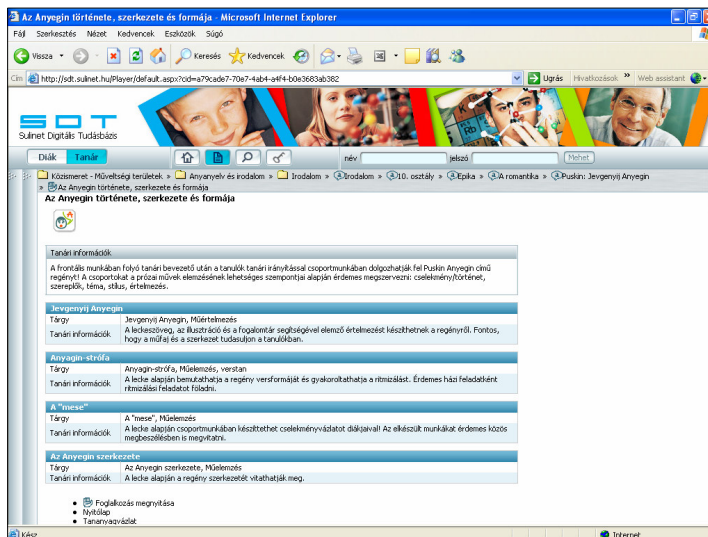 Az Anyegin története, szerkezete és formája - Microsoft Internet Explorer
Fájl Szerkesztés Nézet Kedvencek Eszközök Súgó
Vissza Keresés Kedvencek
Cím http://sdt.sulinet.hu/Player/default.aspx?cid=a79cade7-70e7-4ab4-a4f4-b0e3683ab382 Ugrás Hivatkozások » Web assistant
SDT
Sulinet Digitális Tudásbázis
Diák Tanár név jelszó Mehet
Közismeret - Műveltségi területek » Anyanyelv és irodalom » Irodalom » Irodalom » 10. osztály » Epika » A romantika » Puskin: Jevgenyij Anyegin
» Az Anyegin története, szerkezete és formája
Az Anyegin története, szerkezete és formája
Tanári információk
A frontális munkában folyó tanári bevezető után a tanulók tanári irányítással csoportmunkában dolgozhatják fel Puskin Anyegin című
regényt! A csoportokat a prózai művek elemzésének lehetséges szempontjai alapján érdemes megszervezni: cselekmény/történet,
szereplők, téma, stílus, értelmezés.
Jevgenyij Anyegin
Tárgy Jevgenyij Anyegin, Műértelmezés
Tanári információk A leckeszöveg, az illusztráció és a fogalomtár segítségével elemző értelmezést készíthetnek a regényről. Fontos,
hogy a műfaj és a szerkezet tudasuljon a tanulókban.
Anyagin-strófa
Tárgy Anyagin-strófa, Műelemzés, verstan
Tanári információk A lecke alapján bemutathatja a regény versformáját és gyakoroltathatja a ritmizálást. Érdemes házi feladatként
ritmizálási feladatot föladni.
A "mese"
Tárgy A "mese", Műelemzés
Tanári információk A lecke alapján csoportmunkában készíttethet cselekményvázlatot diákjaival! Az elkészült munkákat érdemes közös
megbeszélésben is megvitatni.
Az Anyegin szerkezete
Tárgy Az Anyegin szerkezete, Műelemzés
Tanári információk A lecke alapján a regény szerkezetét vitathatják meg.
Foglalkozás megnyitása
Nyitólap
Tananyagvázlat
Kész Internet